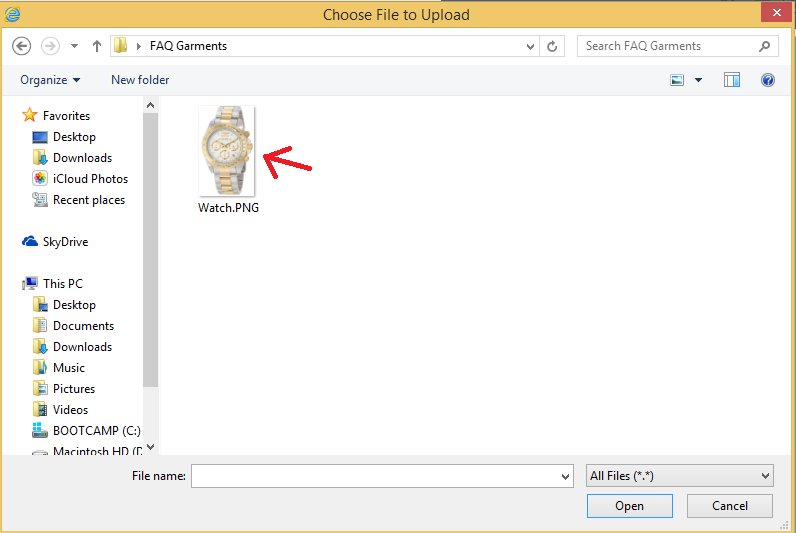 Choose File to Upload
FAQ Garments
Search FAQ Garments
Organize
New folder
Favorites
Desktop
Downloads
iCloud Photos
Recent places
SkyDrive
This PC
Desktop
Documents
Downloads
Music
Pictures
Videos
BOOTCAMP (C:)
Macintosh HD (D
Watch.PNG
File name:
All Files (*.*)
Open
Cancel